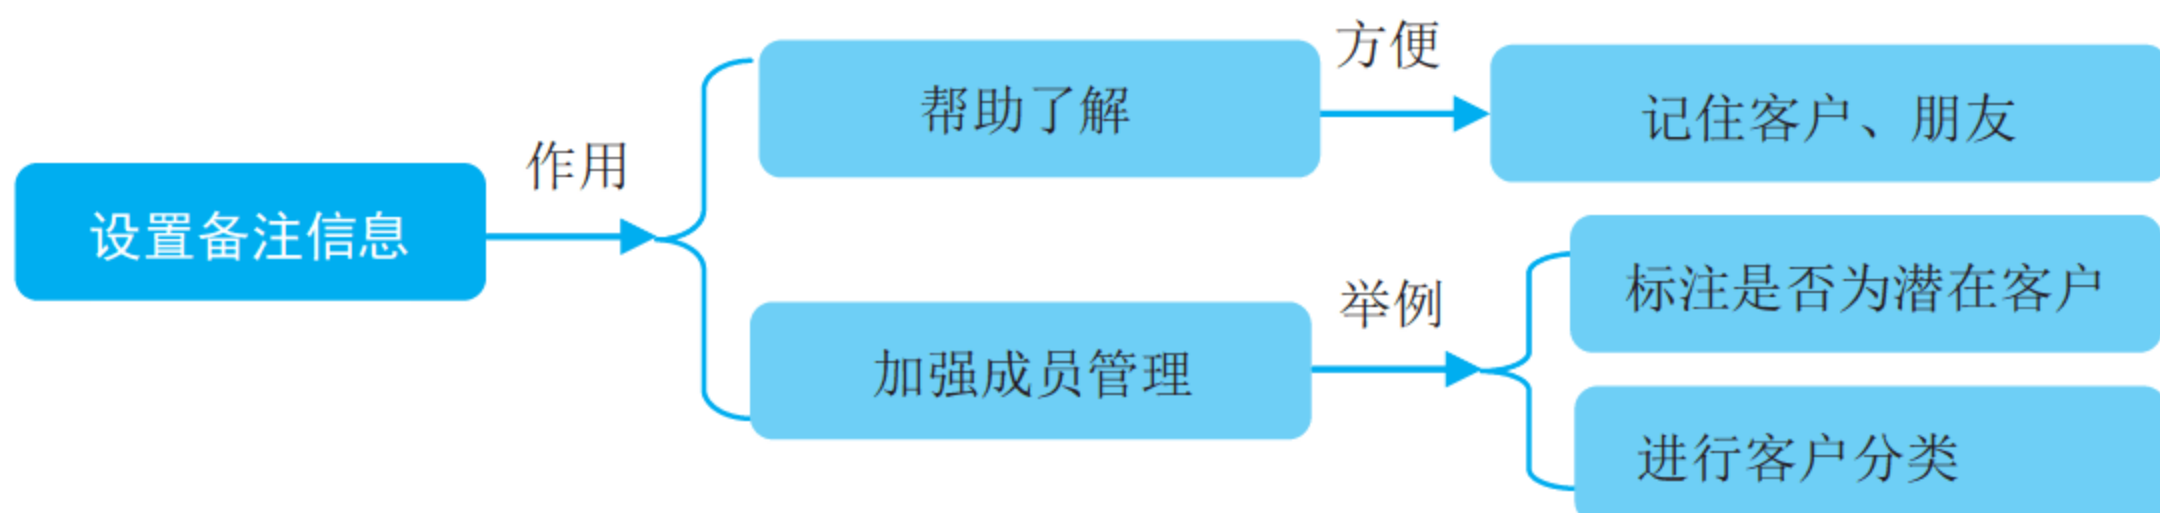 设置备注信息
作用
帮助了解
方便
记住客户、朋友
加强成员管理
举例
标注是否为潜在客户
进行客户分类